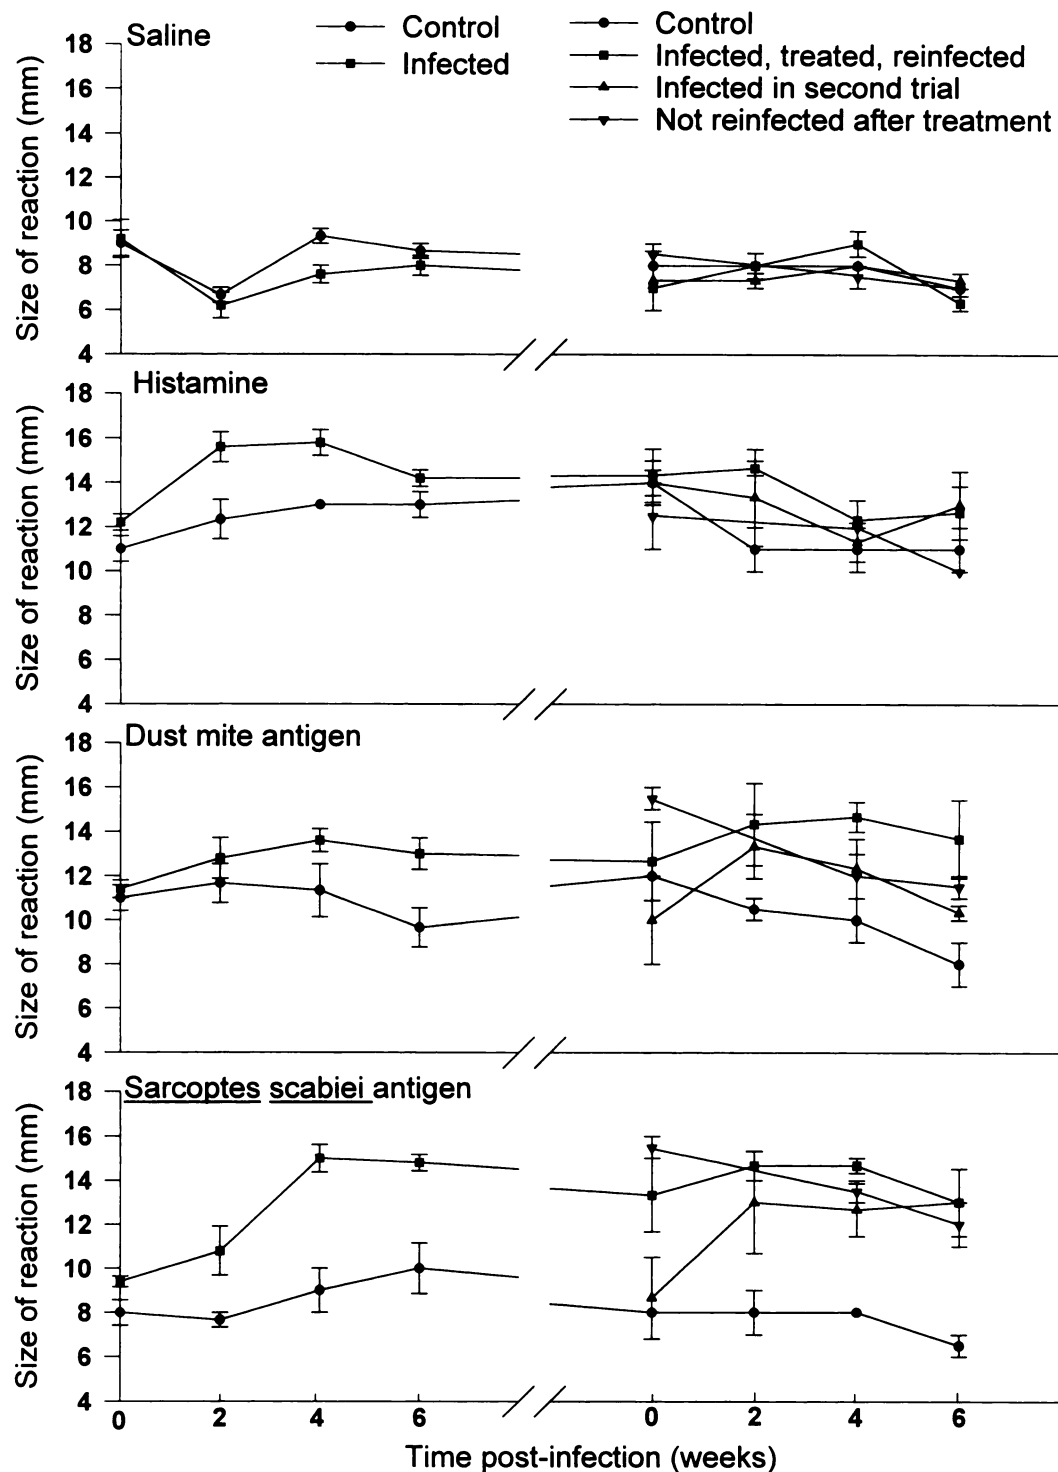 Saline
Control
Infected
Control
Infected, treated, reinfected
Infected in second trial
Not reinfected after treatment
Size of reaction (mm)
18
16
14
12
10
8
6
4
Histamine
Size of reaction (mm)
18
16
14
12
10
8
6
4
Dust mite antigen
Size of reaction (mm)
18
16
14
12
10
8
6
4
Sarcoptes scabiei antigen
Size of reaction (mm)
18
16
14
12
10
8
6
4
0 2 4 6 0 2 4 6
Time post-infection (weeks)